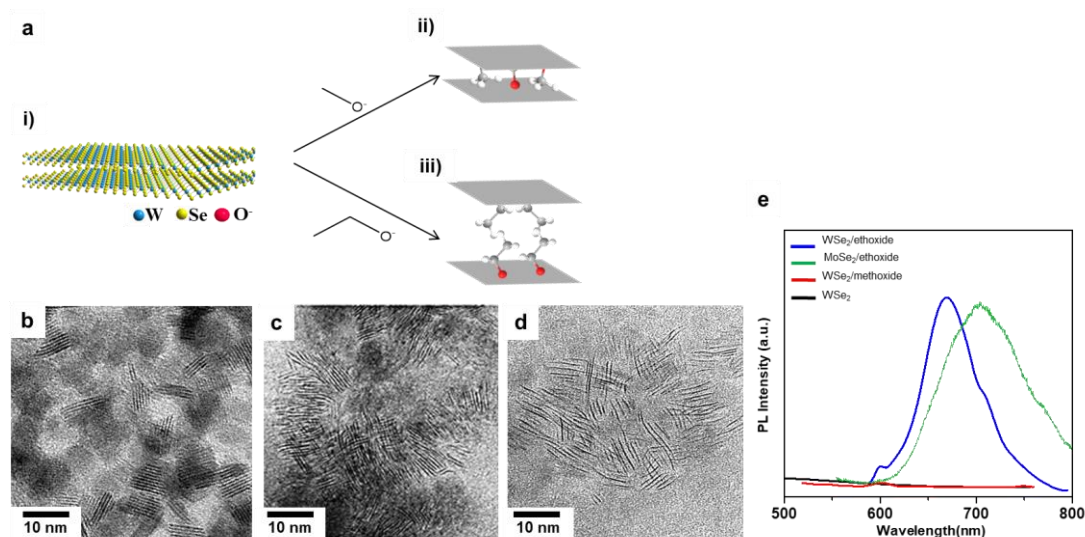 a
i)
W Se O-
O-
ii)
O-
iii)
b
10 nm
c
10 nm
d
10 nm
e
WSe2/ethoxide
MoSe2/ethoxide
WSe2/methoxide
WSe2
PL Intensity (a.u.)
500 600 700 800
Wavelength(nm)